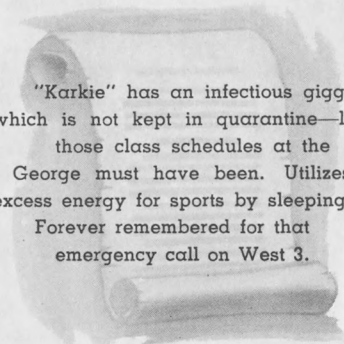 "Karkie" has an infectious gigg
which is not kept in quarantine—l
those class schedules at the
George must have been. Utilizes
excess energy for sports by sleeping
Forever remembered for that
emergency call on West 3.